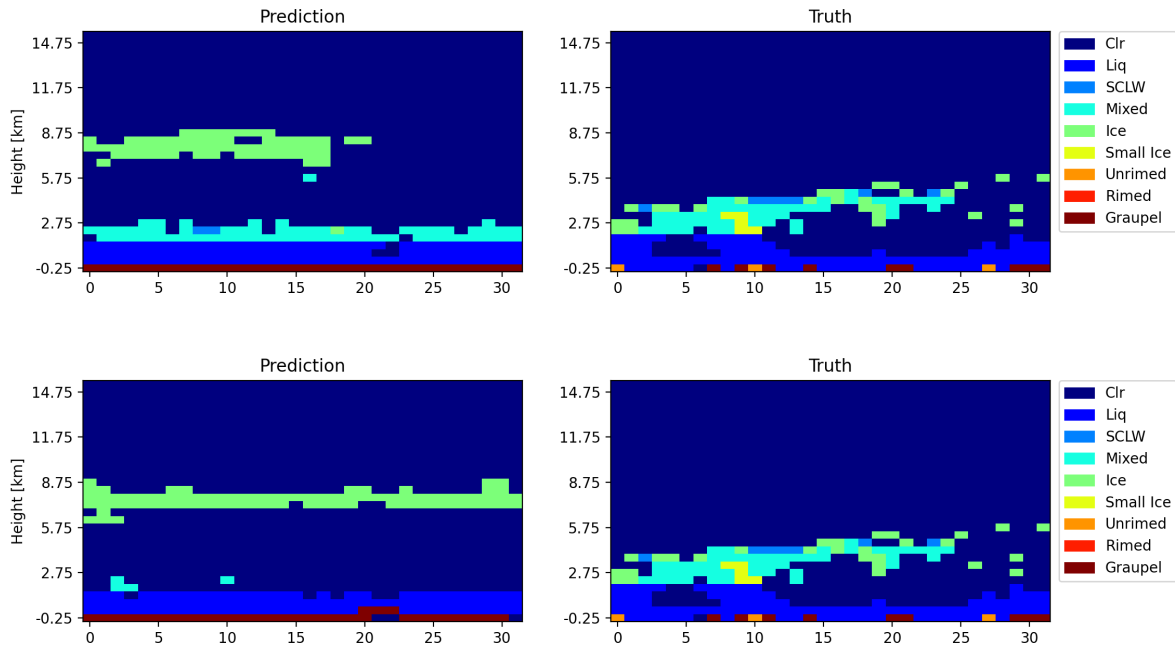 Prediction
Truth
Height [km]
14.75
11.75
8.75
5.75
2.75
-0.25
0 5 10 15 20 25 30
14.75
11.75
8.75
5.75
2.75
-0.25
0 5 10 15 20 25 30
Clr
Liq
SCLW
Mixed
Ice
Small Ice
Unrimed
Rimed
Graupel
Prediction
Truth
Height [km]
14.75
11.75
8.75
5.75
2.75
-0.25
0 5 10 15 20 25 30
14.75
11.75
8.75
5.75
2.75
-0.25
0 5 10 15 20 25 30
Clr
Liq
SCLW
Mixed
Ice
Small Ice
Unrimed
Rimed
Graupel